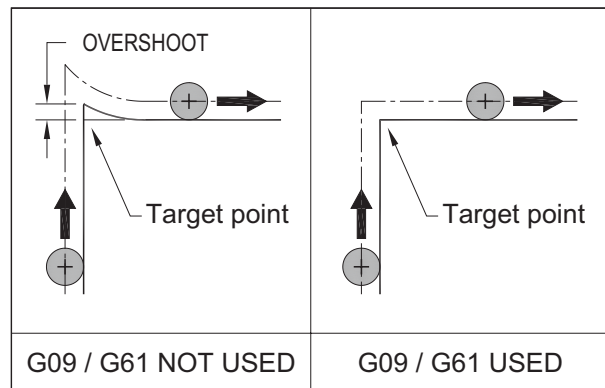 OVERSHOOT
Target point
G09 / G61 NOT USED
Target point
G09 / G61 USED